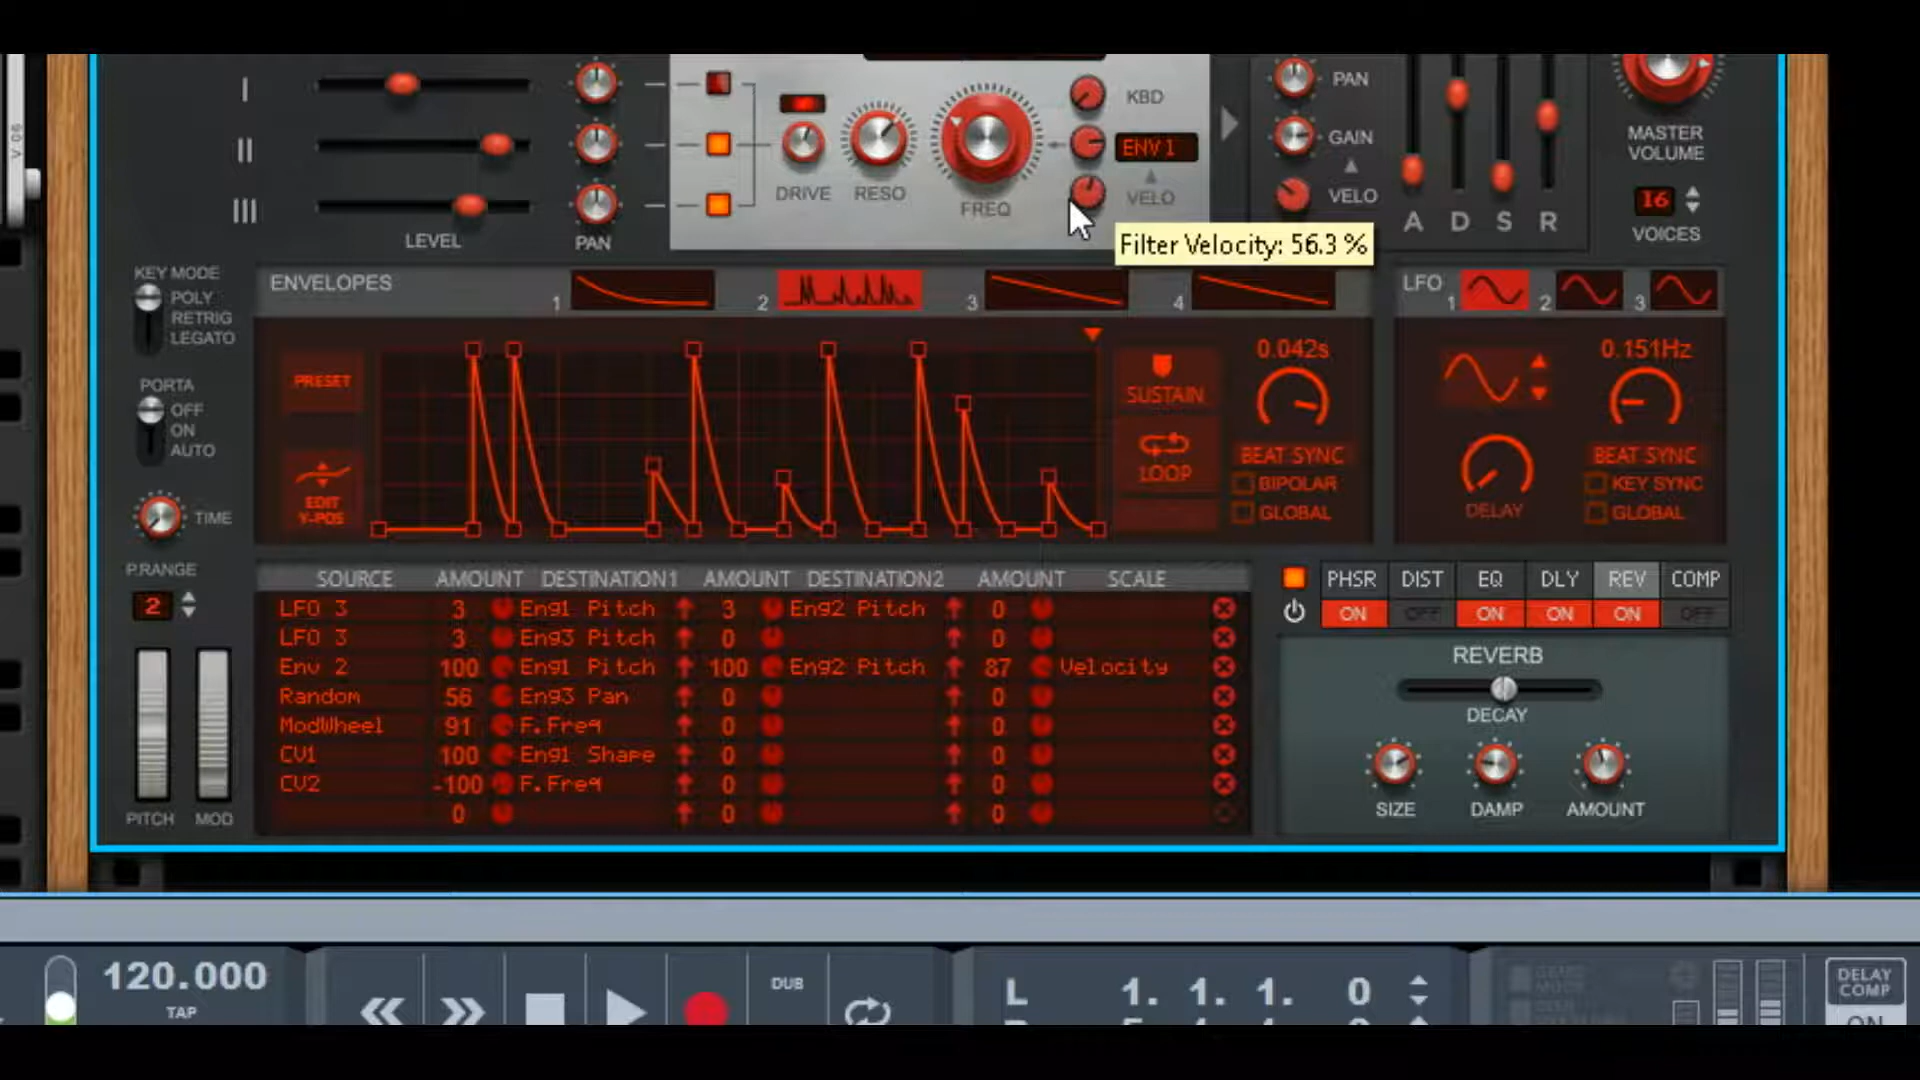 V 06
I
II
III
LEVEL
PAN
DRIVE
RESO
FREQ
KBD
ENV 1
VELO
PAN
GAIN
VELO
A D S R
MASTER
VOLUME
16
VOICES
Filter Velocity: 56.3 %
KEY MODE
POLY
RETRIG
LEGATO
PORTA
OFF
ON
AUTO
TIME
P.RANGE
2
PITCH MOD
ENVELOPES
1 2 3 4
PRESET
EDIT
Y-POS
SUSTAIN
LOOP
0.042s
BEAT SYNC
BIPOLAR
GLOBAL
LFO 1 2 3
0.151Hz
DELAY
BEAT SYNC
KEY SYNC
GLOBAL
SOURCE AMOUNT DESTINATION1 AMOUNT DESTINATION2 AMOUNT SCALE
LFO 3 3 Eng1 Pitch 3 Eng2 Pitch 0
LFO 3 3 Eng3 Pitch 0 0
Env 2 100 Eng1 Pitch 100 Eng2 Pitch 87 Velocity
Random 56 Eng3 Pan 0 0
ModWheel 91 F.Freq 0 0
CV1 100 Eng1 Shape 0 0
CV2 -100 F.Freq 0 0
0 0 0
PHSR DIST EQ DLY REV COMP
ON OFF ON ON ON OFF
REVERB
DECAY
SIZE DAMP AMOUNT
120.000
TAP
DUB
L 1. 1. 1. 0
DELAY
COMP
ON